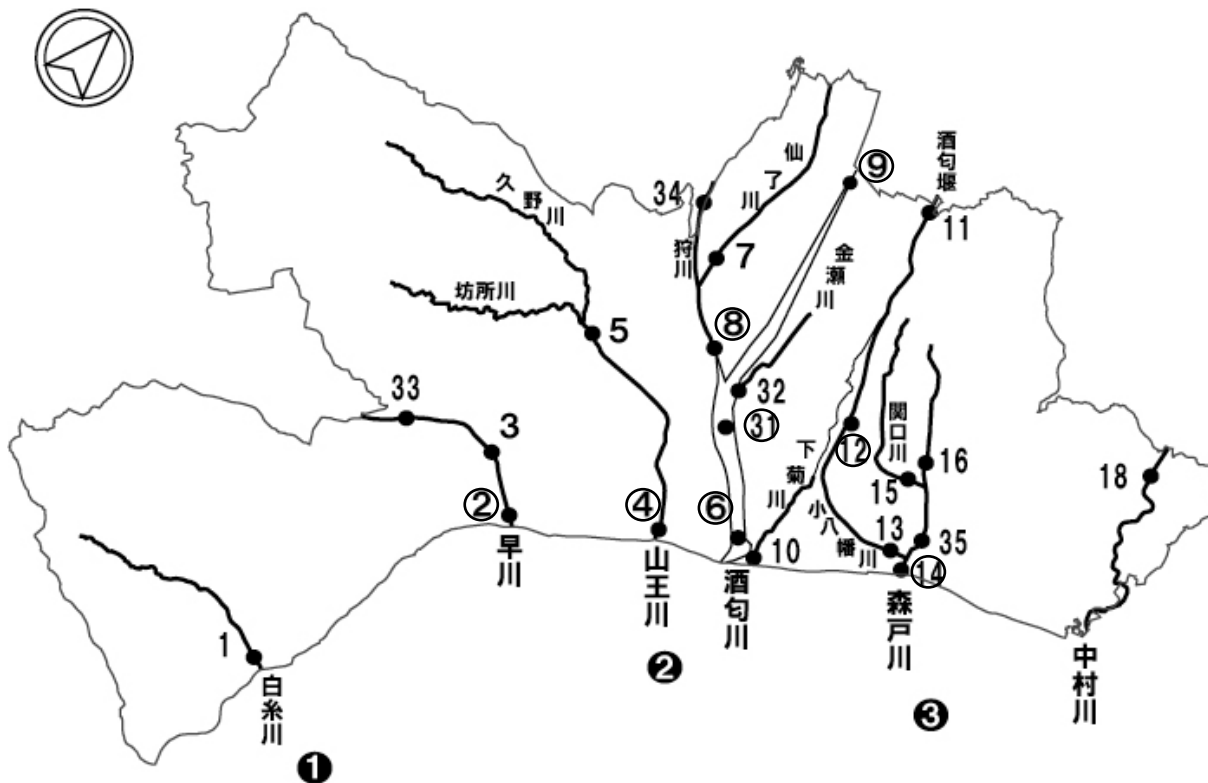 久野川
坊所川
仙了川
狩川
金瀬川
酒匂堰
34
⑨
11
7
⑧
5
33
3
②
④
32
㉛
⑥
下菊川
10
⑫
関口川
16
15
小八幡川
13
35
⑭
18
1
白糸川
早川
山王川
酒匂川
森戸川
中村川
❶
❷
❸